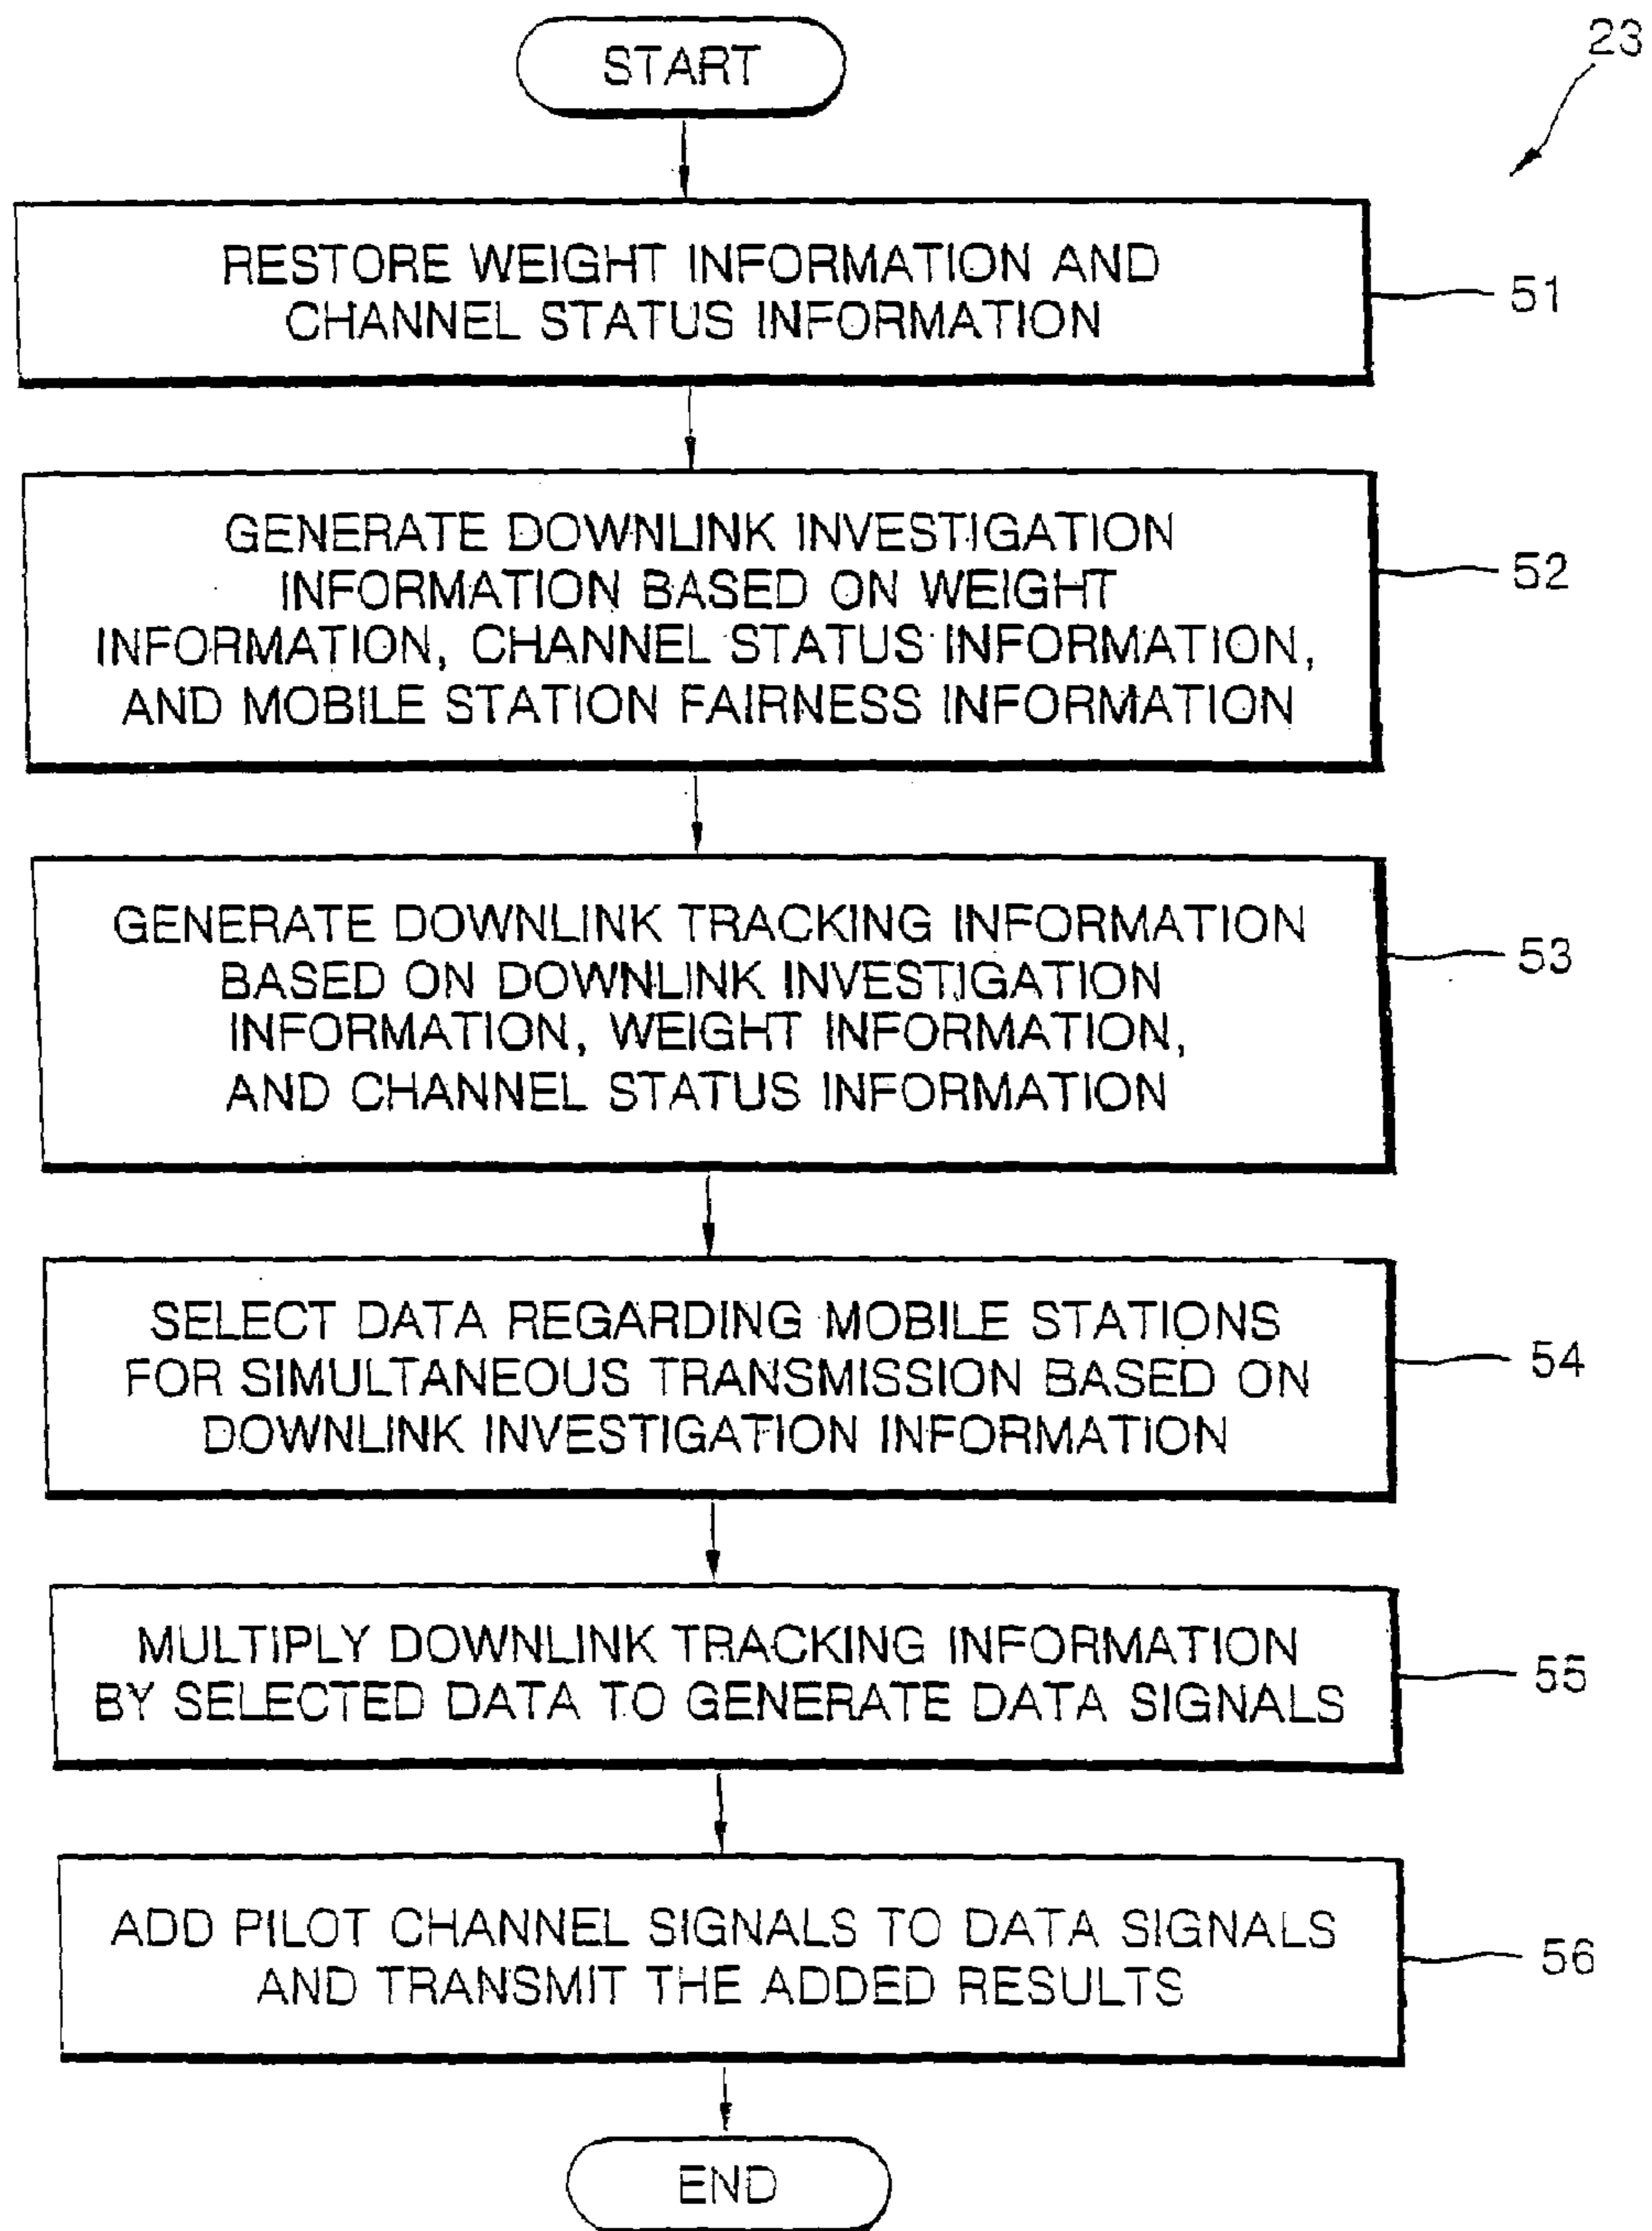 START
23
RESTORE WEIGHT INFORMATION AND
CHANNEL STATUS INFORMATION
51
GENERATE DOWNLINK INVESTIGATION
INFORMATION BASED ON WEIGHT
INFORMATION, CHANNEL STATUS INFORMATION,
AND MOBILE STATION FAIRNESS INFORMATION
52
GENERATE DOWNLINK TRACKING INFORMATION
BASED ON DOWNLINK INVESTIGATION
INFORMATION, WEIGHT INFORMATION,
AND CHANNEL STATUS INFORMATION
53
SELECT DATA REGARDING MOBILE STATIONS
FOR SIMULTANEOUS TRANSMISSION BASED ON
DOWNLINK INVESTIGATION INFORMATION
54
MULTIPLY DOWNLINK TRACKING INFORMATION
BY SELECTED DATA TO GENERATE DATA SIGNALS
55
ADD PILOT CHANNEL SIGNALS TO DATA SIGNALS
AND TRANSMIT THE ADDED RESULTS
56
END